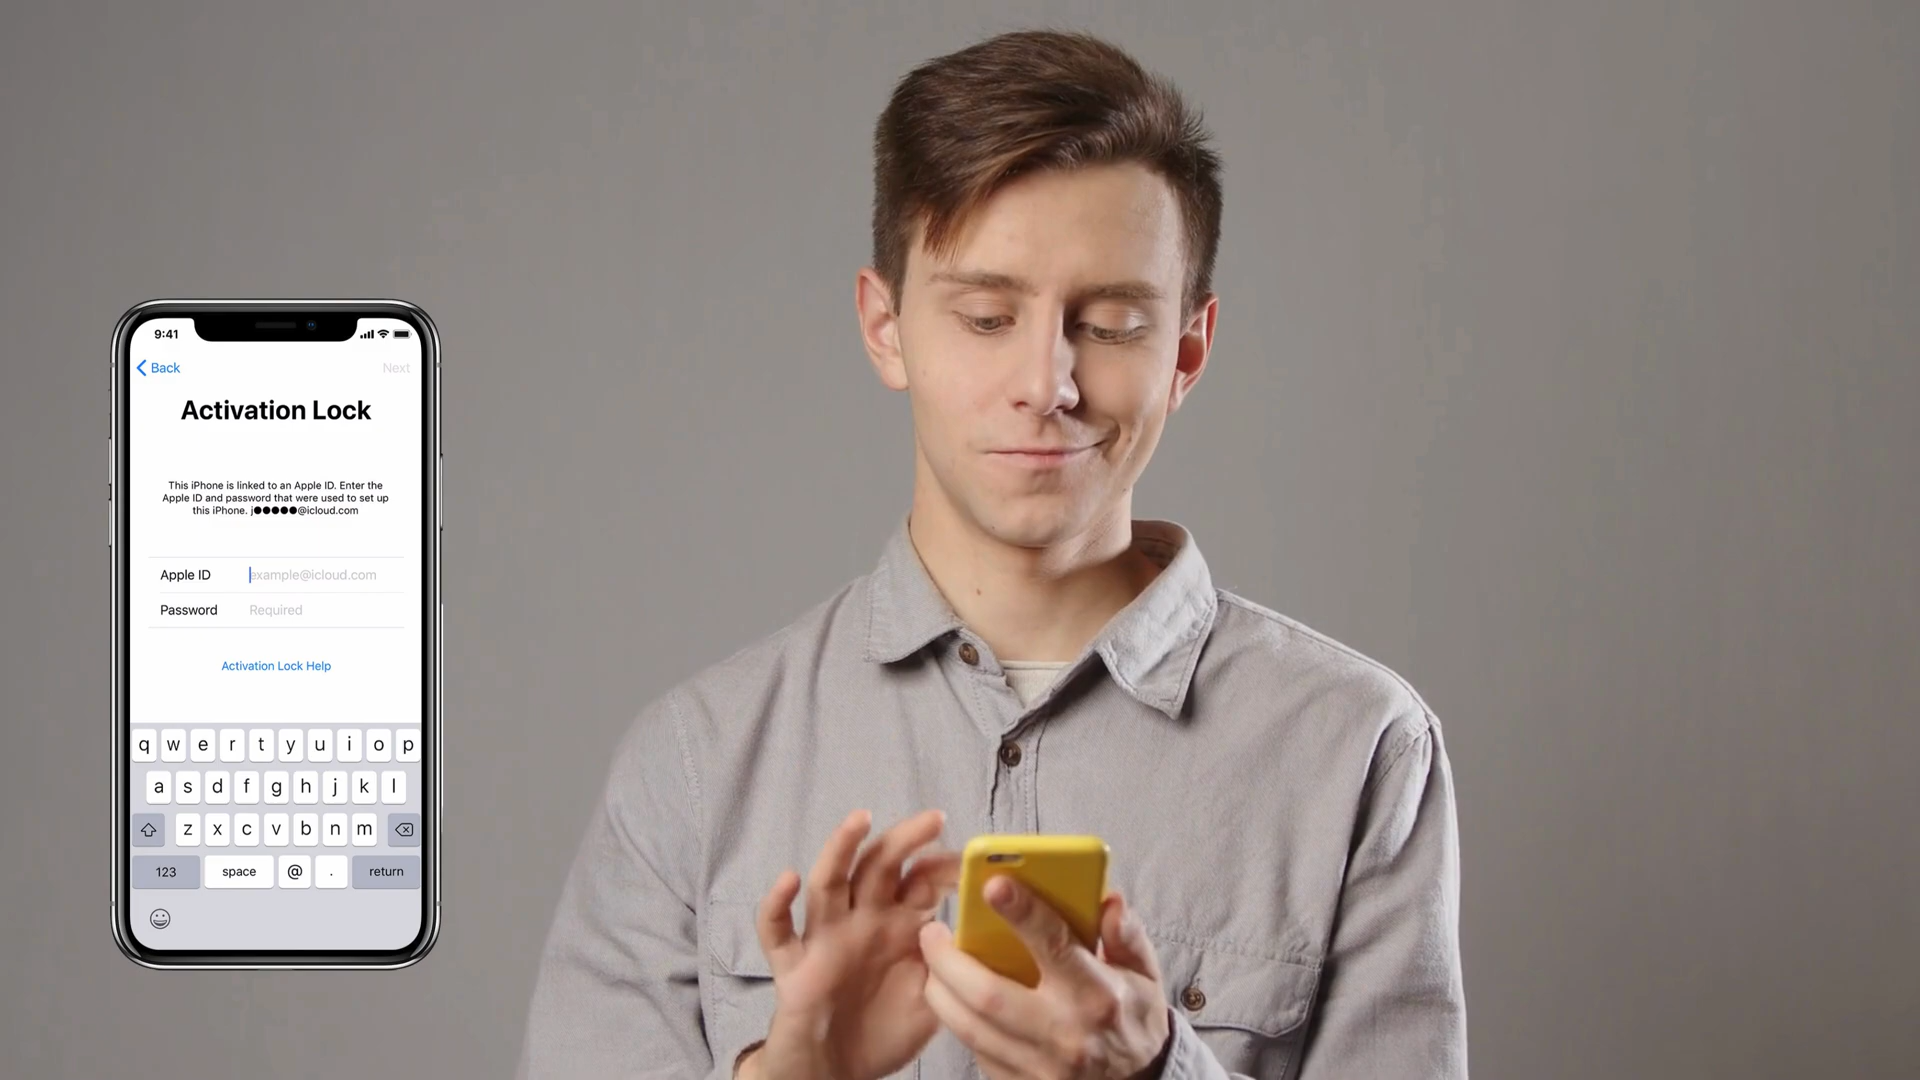 9:41
Back
Next
Activation Lock
This iPhone is linked to an Apple ID. Enter the
Apple ID and password that were used to set up
this iPhone. j●●●●●@icloud.com
Apple ID example@icloud.com
Password Required
Activation Lock Help
q w e r t y u i o p
a s d f g h j k l
z x c v b n m
123 space @ . return